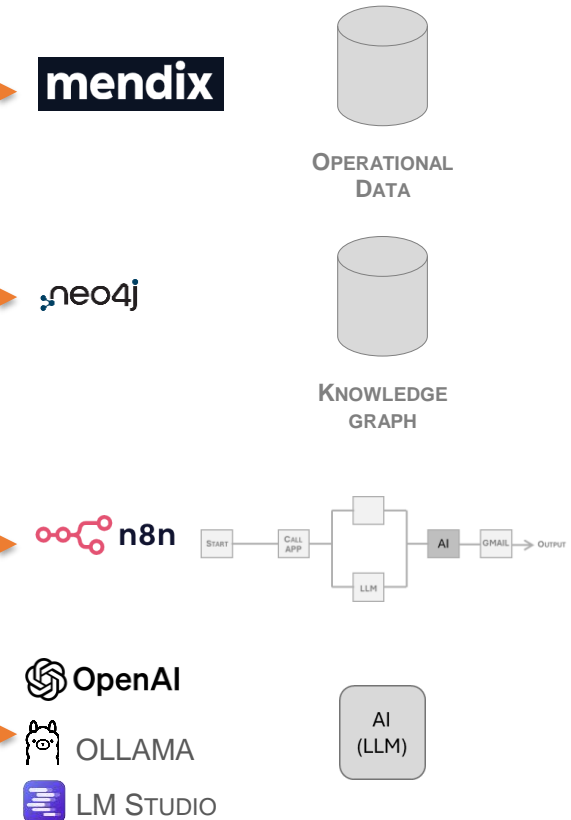 mendix
OPERATIONAL
DATA
neo4j
KNOWLEDGE
GRAPH
n8n
START
CALL
APP
LLM
AI
GMAIL
OUTPUT
OpenAI
OLLAMA
LM STUDIO
AI
(LLM)